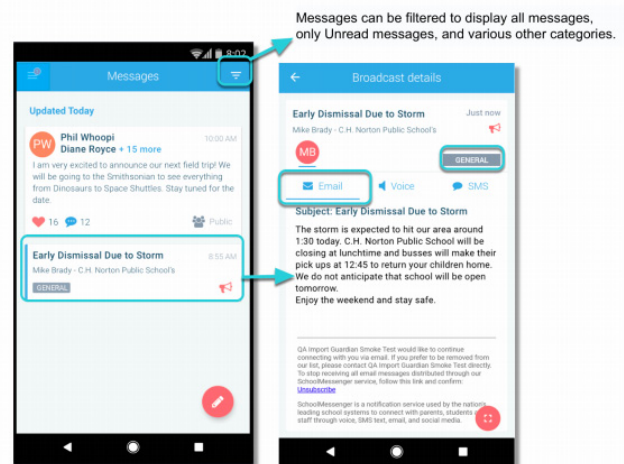 Messages can be filtered to display all messages,
only Unread messages, and various other categories.
8:02
Messages
Updated Today
PW
Phil Whoopi
Diane Royce + 15 more
10:00 AM
I am very excited to announce our next field trip! We
will be going to the Smithsonian to see everything
from Dinosaurs to Space Shuttles. Stay tuned for the
date.
16 12 Public
Early Dismissal Due to Storm
8:55 AM
Mike Brady - C.H. Norton Public School's
GENERAL
Broadcast details
Early Dismissal Due to Storm
Just now
Mike Brady - C.H. Norton Public School's
MB
GENERAL
Email Voice SMS
Subject: Early Dismissal Due to Storm
The storm is expected to hit our area around
1:30 today. C.H. Norton Public School will be
closing at lunchtime and busses will make their
pick ups at 12:45 to return your children home.
We do not anticipate that school will be open
tomorrow.
Enjoy the weekend and stay safe.
QA Import Guardian Smoke Test would like to continue
connecting with you via email. If you prefer to be removed from
our list, please contact QA Import Guardian Smoke Test directly.
To stop receiving all email messages distributed through our
SchoolMessenger service, follow this link and confirm:
Unsubscribe
SchoolMessenger is a notification service used by the nation's
leading school systems to connect with parents, students
staff through voice, SMS text, email, and social media.